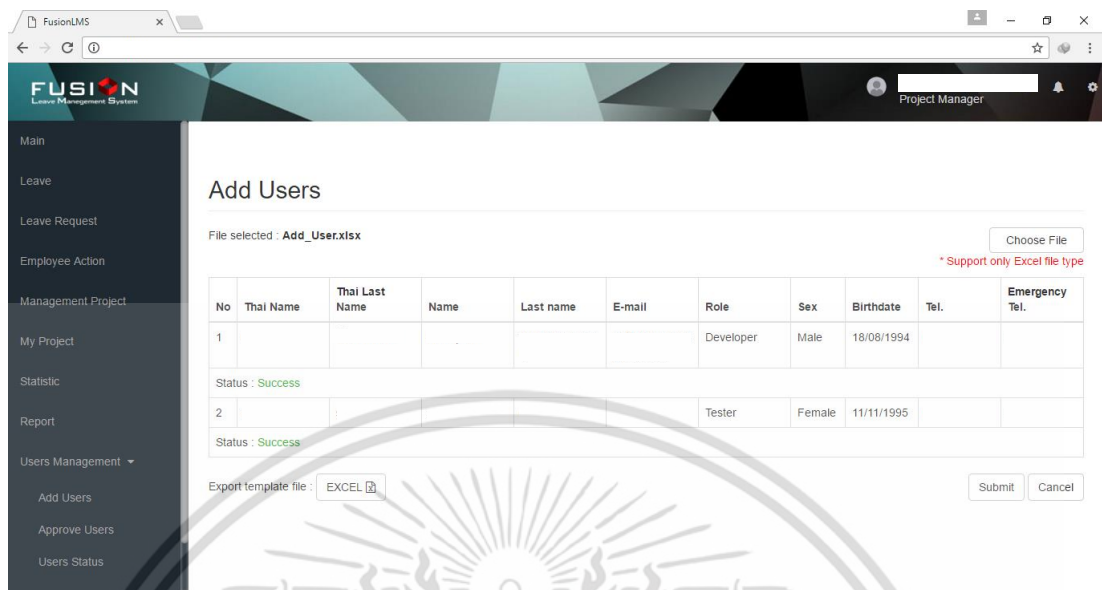 FusionLMS
FUSION
Leave Manegement System
Project Manager
Main
Leave
Leave Request
Employee Action
Management Project
My Project
Statistic
Report
Users Management
Add Users
Approve Users
Users Status
Add Users
File selected : Add_User.xlsx
Choose File
* Support only Excel file type
No Thai Name Thai Last Name Name Last name E-mail Role Sex Birthdate Tel. Emergency Tel.
1 Developer Male 18/08/1994
Status : Success
2 Tester Female 11/11/1995
Status : Success
Export template file : EXCEL
Submit Cancel